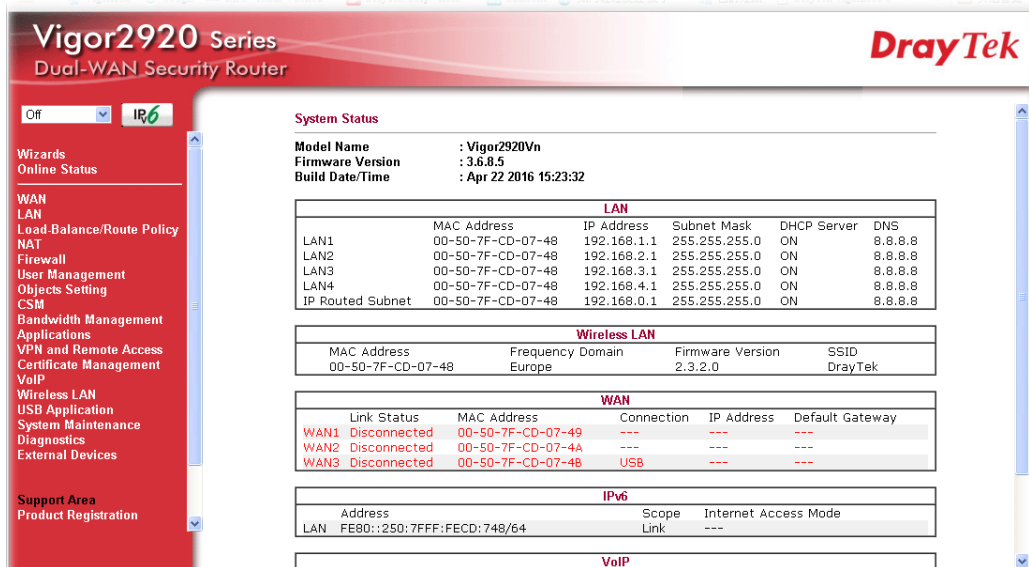 Vigor2920 Series
Dual-WAN Security Router
DrayTek
Off
IPv6
Wizards
Online Status
WAN
LAN
Load-Balance/Route Policy
NAT
Firewall
User Management
Objects Setting
CSM
Bandwidth Management
Applications
VPN and Remote Access
Certificate Management
VoIP
Wireless LAN
USB Application
System Maintenance
Diagnostics
External Devices
Support Area
Product Registration
System Status
Model Name : Vigor2920Vn
Firmware Version : 3.6.8.5
Build Date/Time : Apr 22 2016 15:23:32
LAN
MAC Address IP Address Subnet Mask DHCP Server DNS
LAN1 00-50-7F-CD-07-48 192.168.1.1 255.255.255.0 ON 8.8.8.8
LAN2 00-50-7F-CD-07-48 192.168.2.1 255.255.255.0 ON 8.8.8.8
LAN3 00-50-7F-CD-07-48 192.168.3.1 255.255.255.0 ON 8.8.8.8
LAN4 00-50-7F-CD-07-48 192.168.4.1 255.255.255.0 ON 8.8.8.8
IP Routed Subnet 00-50-7F-CD-07-48 192.168.0.1 255.255.255.0 ON 8.8.8.8
Wireless LAN
MAC Address Frequency Domain Firmware Version SSID
00-50-7F-CD-07-48 Europe 2.3.2.0 DrayTek
WAN
Link Status MAC Address Connection IP Address Default Gateway
WAN1 Disconnected 00-50-7F-CD-07-49 --- --- ---
WAN2 Disconnected 00-50-7F-CD-07-4A --- --- ---
WAN3 Disconnected 00-50-7F-CD-07-4B USB --- ---
IPv6
Address Scope Internet Access Mode
LAN FE80::250:7FFF:FECD:748/64 Link ---
VoIP